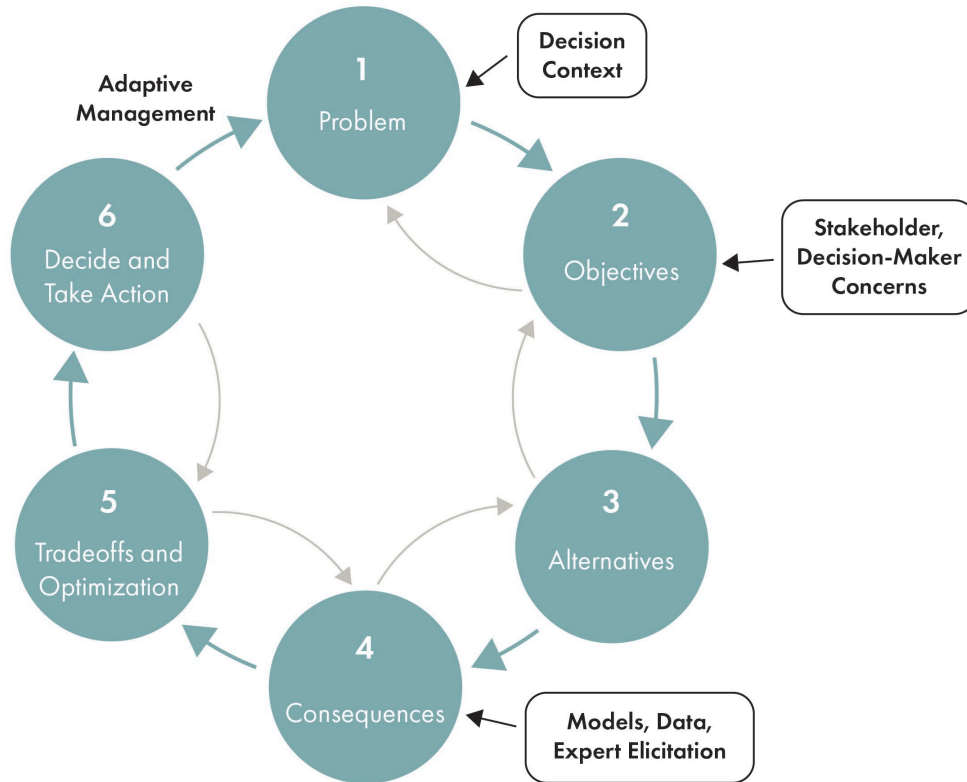 1
Problem
Decision
Context
Adaptive
Management
2
Objectives
Stakeholder,
Decision-Maker
Concerns
6
Decide and
Take Action
3
Alternatives
5
Tradeoffs and
Optimization
4
Consequences
Models, Data,
Expert Elicitation